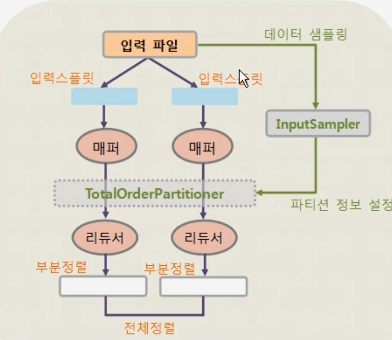 입력 파일
데이터 샘플링
입력스플릿
입력스플릿
InputSampler
매퍼
매퍼
TotalOrderPartitioner
파티션 정보 설정
리듀서
리듀서
부분정렬
부분정렬
전체정렬